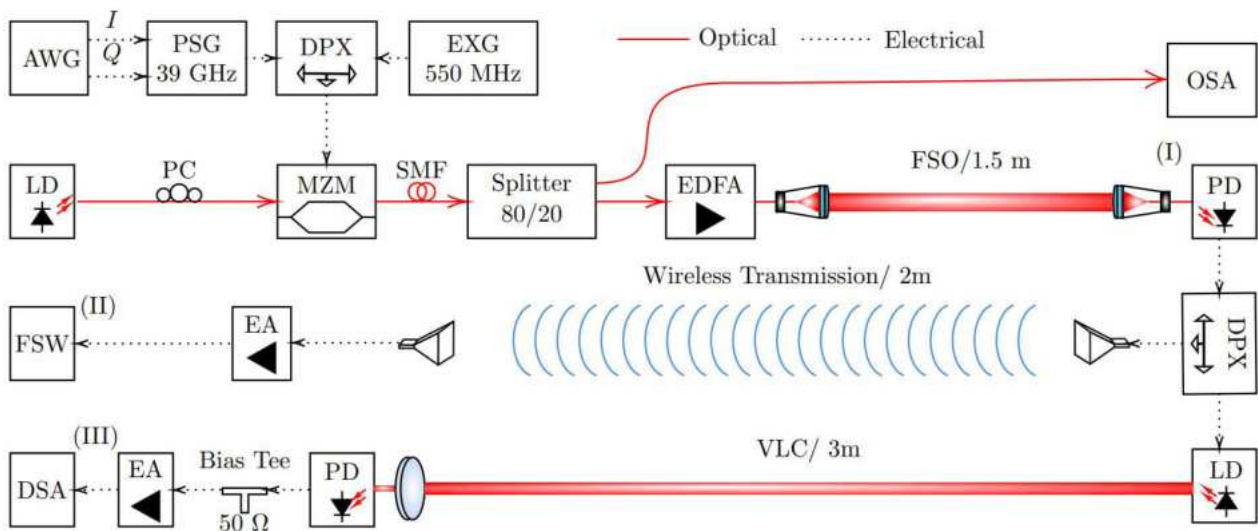 AWG
I
Q
PSG
39 GHz
DPX
EXG
550 MHz
Optical
Electrical
OSA
LD
PC
MZM
SMF
Splitter
80/20
EDFA
FSO/1.5 m
(I)
PD
Wireless Transmission/ 2m
FSW
(II)
EA
DPX
VLC/ 3m
DSA
(III)
EA
Bias Tee
50 Ω
PD
LD